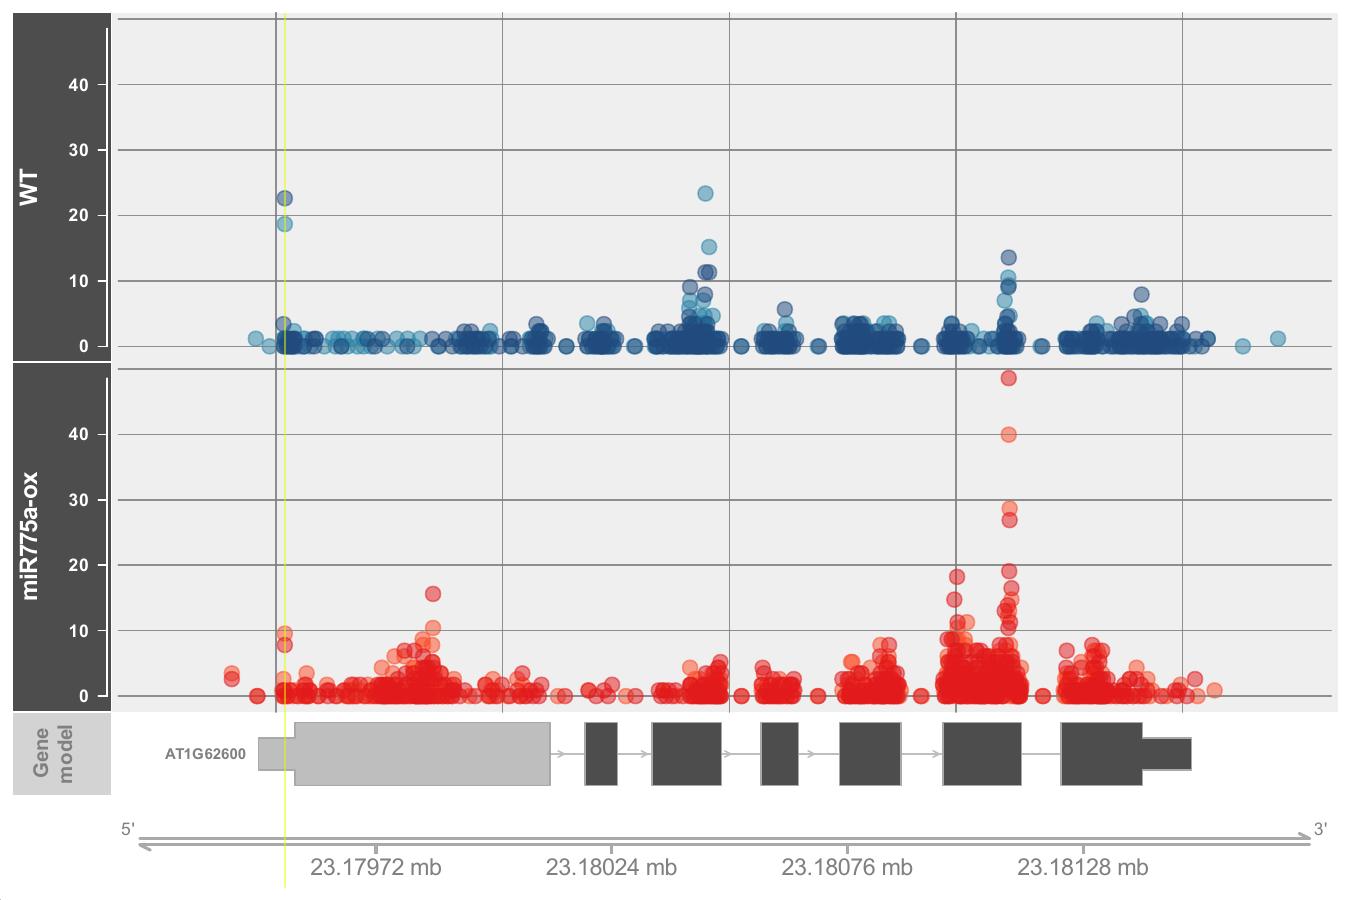 WT
40
30
20
10
0
miR775a-ox
40
30
20
10
0
Gene
model
AT1G62600
5'
3'
23.17972 mb
23.18024 mb
23.18076 mb
23.18128 mb